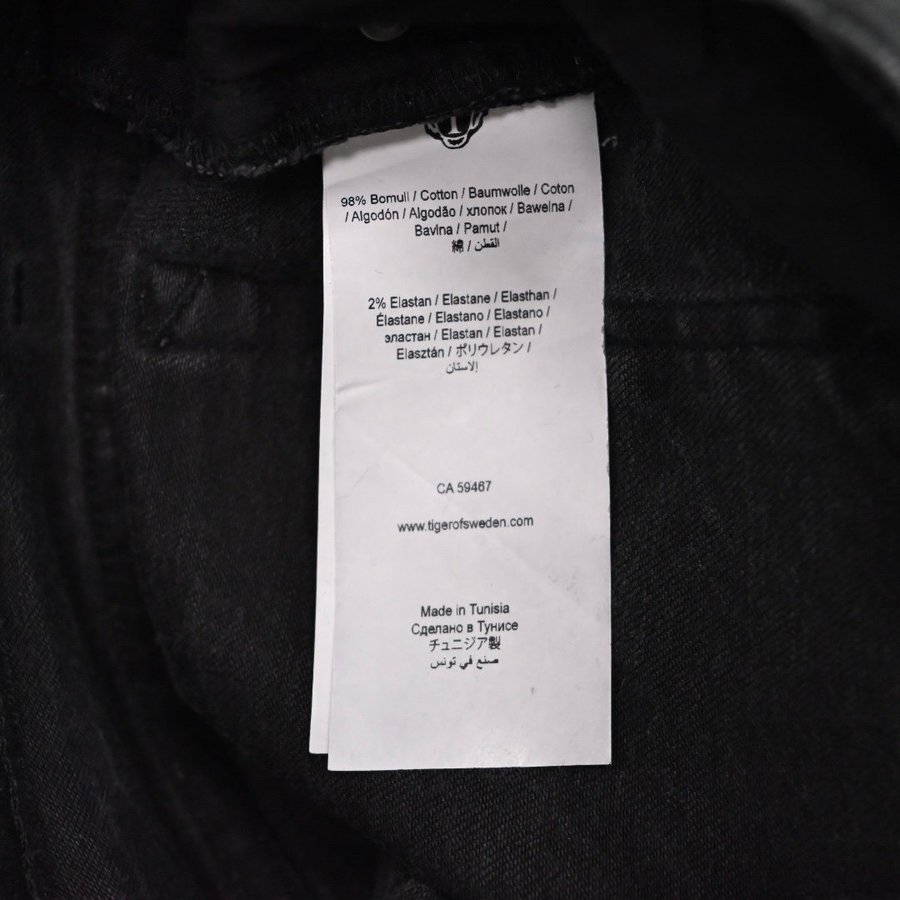 98% Bomull / Cotton / Baumwolle / Coton
/ Algodón / Algodão / хлопок / Bawełna /
Bavlna / Pamut /
綿 / القطن
2% Elastan / Elastane / Elasthan /
Élastane / Elastano / Elastano /
эластан / Elastan / Elastan /
Elasztán / ポリウレタン /
الإستان
CA 59467
www.tigerofsweden.com
Made in Tunisia
Сделано в Тунисе
チュニジア製
صنع في تونس